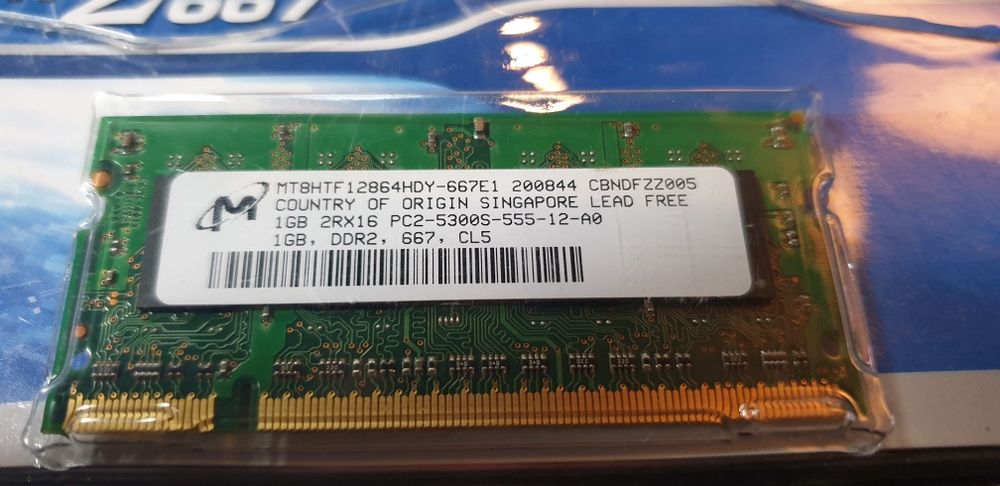 667
MT8HTF12864HDY-667E1 200844 CBNDFZZ005
COUNTRY OF ORIGIN SINGAPORE LEAD FREE
1GB 2RX16 PC2-5300S-555-12-A0
1GB, DDR2, 667, CL5